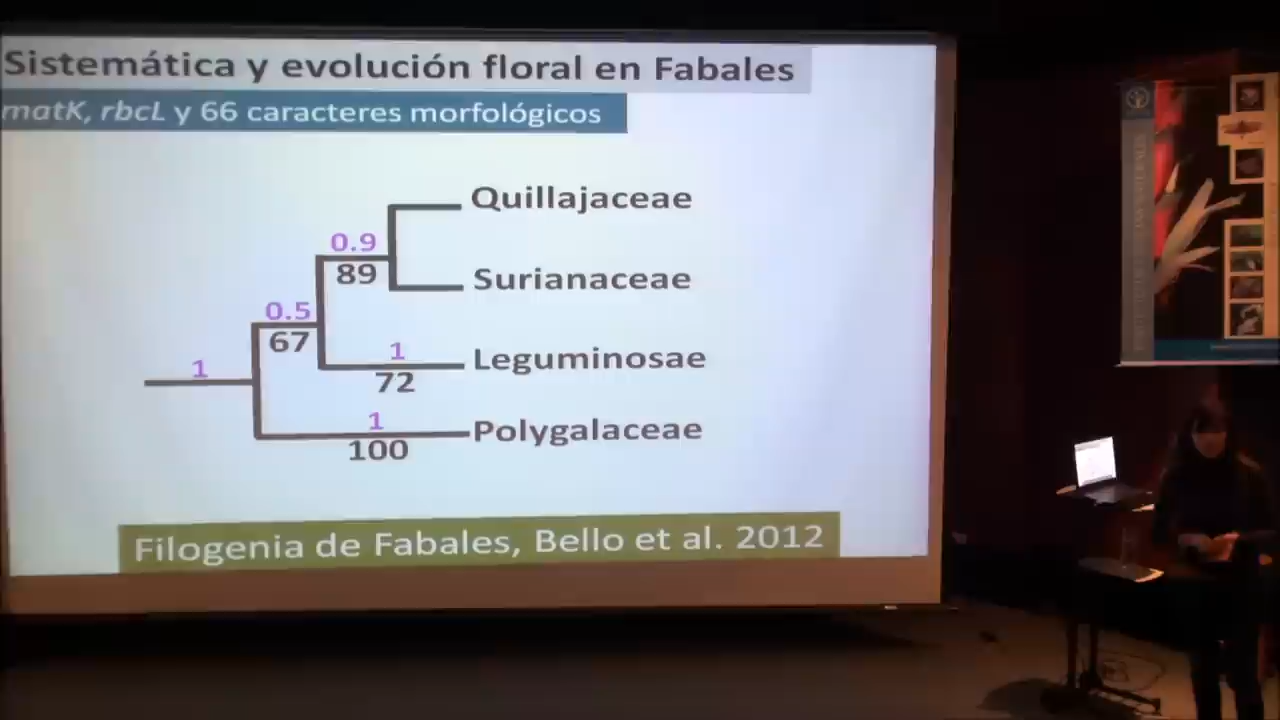 Sistemática y evolución floral en Fabales
matK, rbcL y 66 caracteres morfológicos
Quillajaceae
0.9
89
Surianaceae
0.5
67
1
Leguminosae
72
1
1
Polygalaceae
100
Filogenia de Fabales, Bello et al. 2012